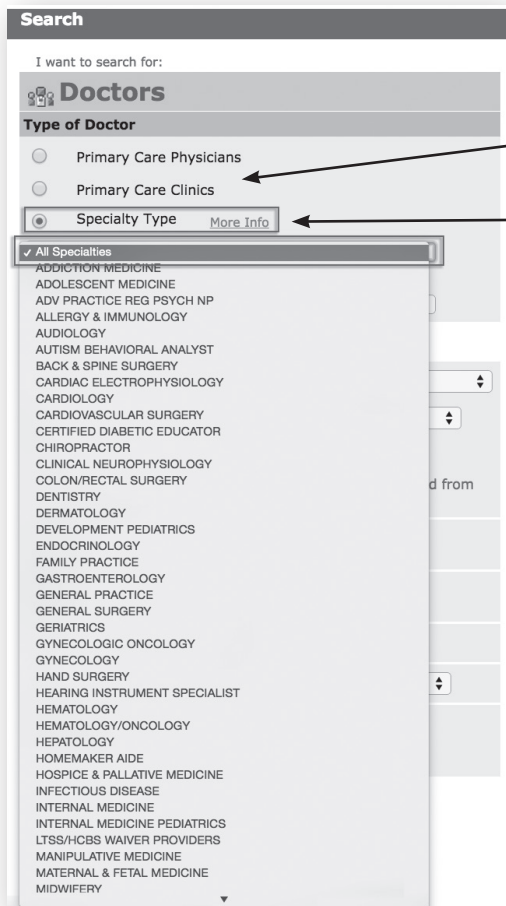 Search
I want to search for:
Doctors
Type of Doctor
Primary Care Physicians
Primary Care Clinics
Specialty Type More Info
✓ All Specialties
ADDICTION MEDICINE
ADOLESCENT MEDICINE
ADV PRACTICE REG PSYCH NP
ALLERGY & IMMUNOLOGY
AUDIOLOGY
AUTISM BEHAVIORAL ANALYST
BACK & SPINE SURGERY
CARDIAC ELECTROPHYSIOLOGY
CARDIOLOGY
CARDIOVASCULAR SURGERY
CERTIFIED DIABETIC EDUCATOR
CHIROPRACTOR
CLINICAL NEUROPHYSIOLOGY
COLON/RECTAL SURGERY
d from
DENTISTRY
DERMATOLOGY
DEVELOPMENT PEDIATRICS
ENDOCRINOLOGY
FAMILY PRACTICE
GASTROENTEROLOGY
GENERAL PRACTICE
GENERAL SURGERY
GERIATRICS
GYNECOLOGIC ONCOLOGY
GYNECOLOGY
HAND SURGERY
HEARING INSTRUMENT SPECIALIST
HEMATOLOGY
HEMATOLOGY/ONCOLOGY
HEPATOLOGY
HOMEMAKER AIDE
HOSPICE & PALLATIVE MEDICINE
INFECTIOUS DISEASE
INTERNAL MEDICINE
INTERNAL MEDICINE PEDIATRICS
LTSS/HCBS WAIVER PROVIDERS
MANIPULATIVE MEDICINE
MATERNAL & FETAL MEDICINE
MIDWIFERY